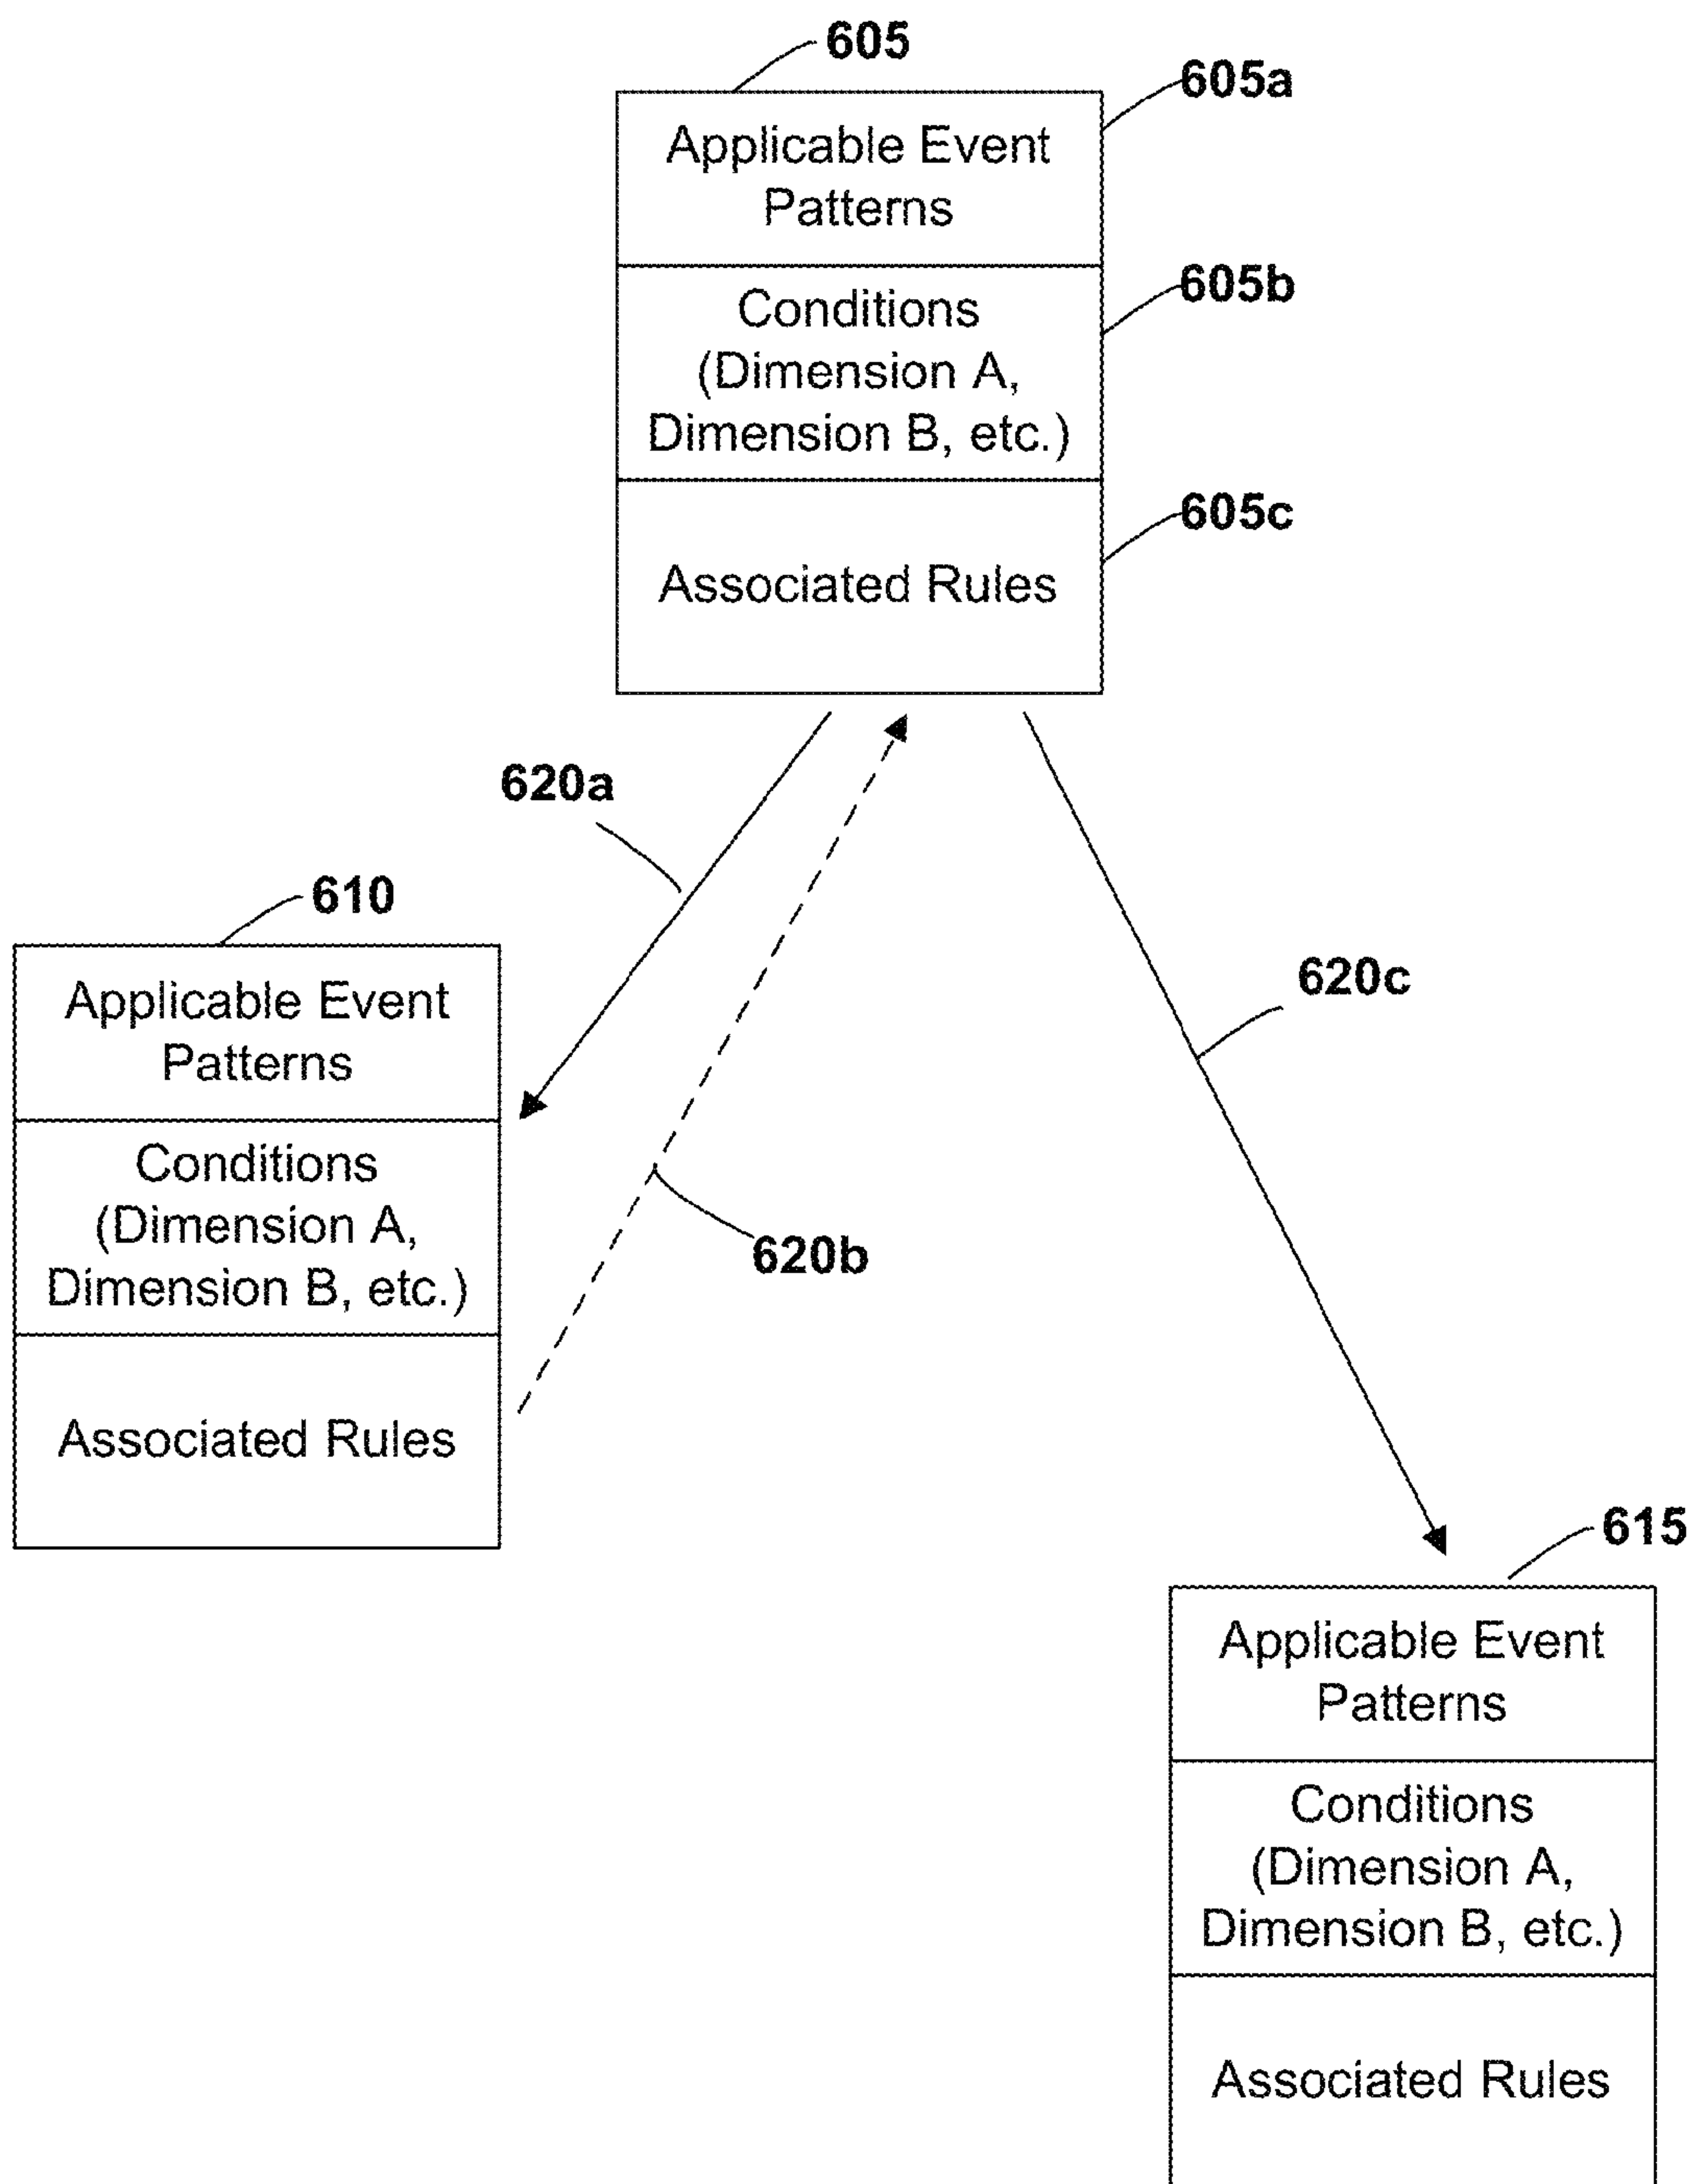 605
605a
Applicable Event
Patterns
605b
Conditions
(Dimension A,
Dimension B, etc.)
605c
Associated Rules
620a
610
620c
Applicable Event
Patterns
Conditions
(Dimension A,
Dimension B, etc.)
620b
Associated Rules
615
Applicable Event
Patterns
Conditions
(Dimension A,
Dimension B, etc.)
Associated Rules